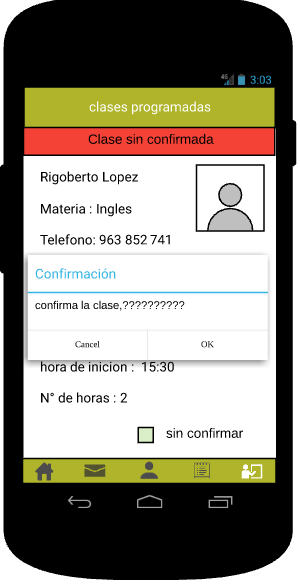 4G 3:03
clases programadas
Clase sin confirmada
Rigoberto Lopez
Materia : Ingles
Telefono: 963 852 741
Confirmación
confirma la clase,??????????
Cancel OK
hora de inicion : 15:30
N° de horas : 2
sin confirmar